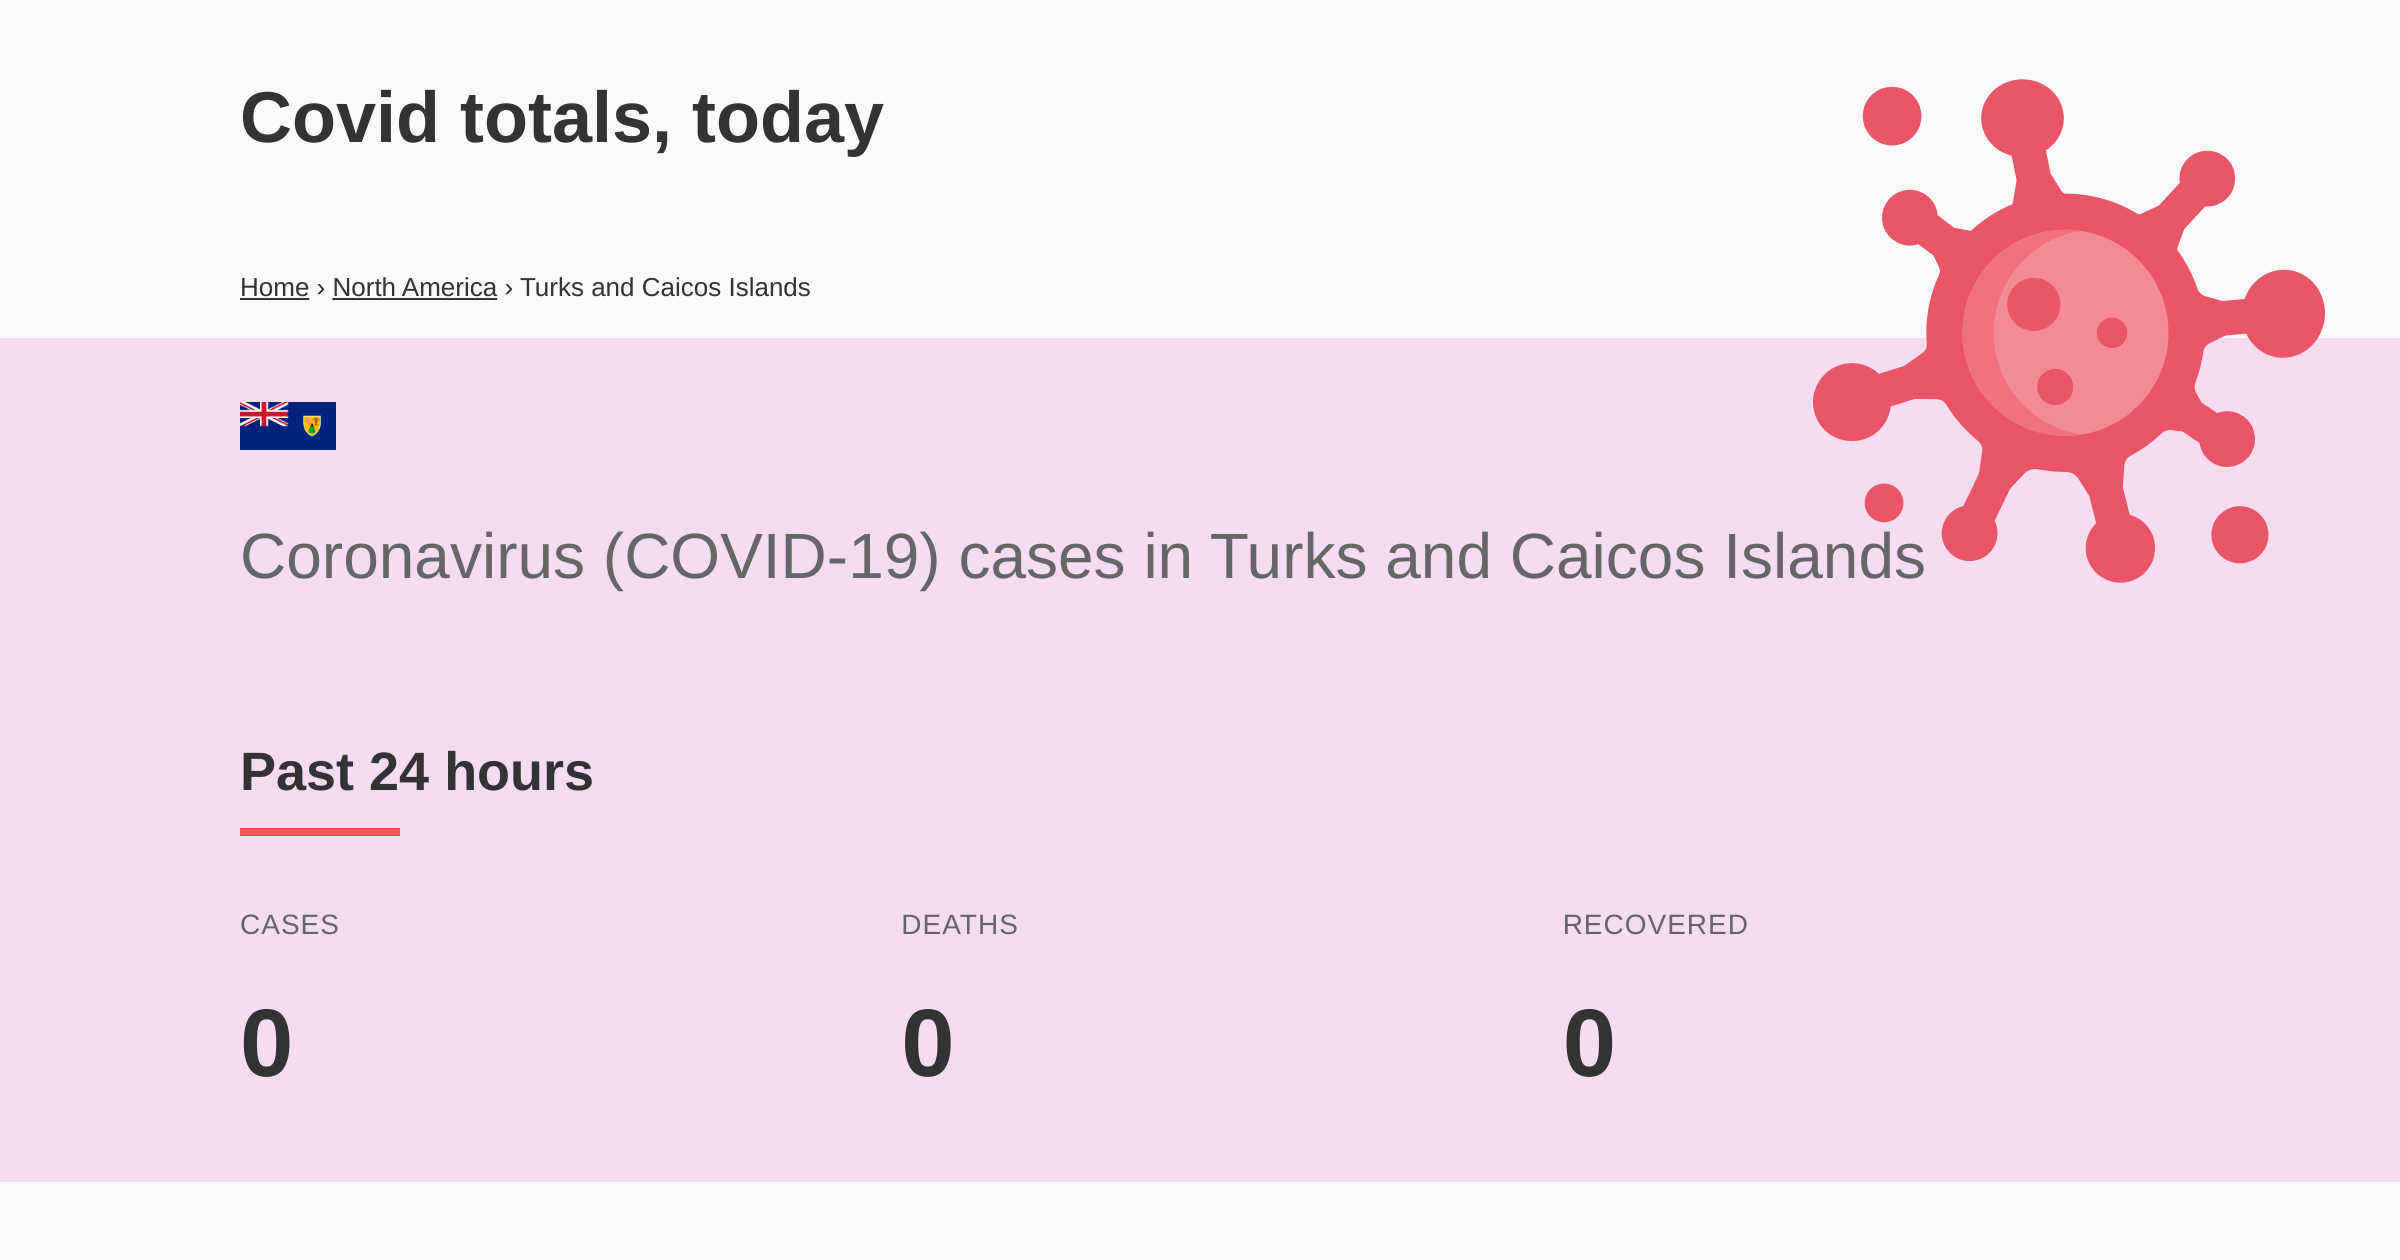 Covid totals, today
Home › North America › Turks and Caicos Islands
Coronavirus (COVID-19) cases in Turks and Caicos Islands
Past 24 hours
CASES
DEATHS
RECOVERED
0
0
0